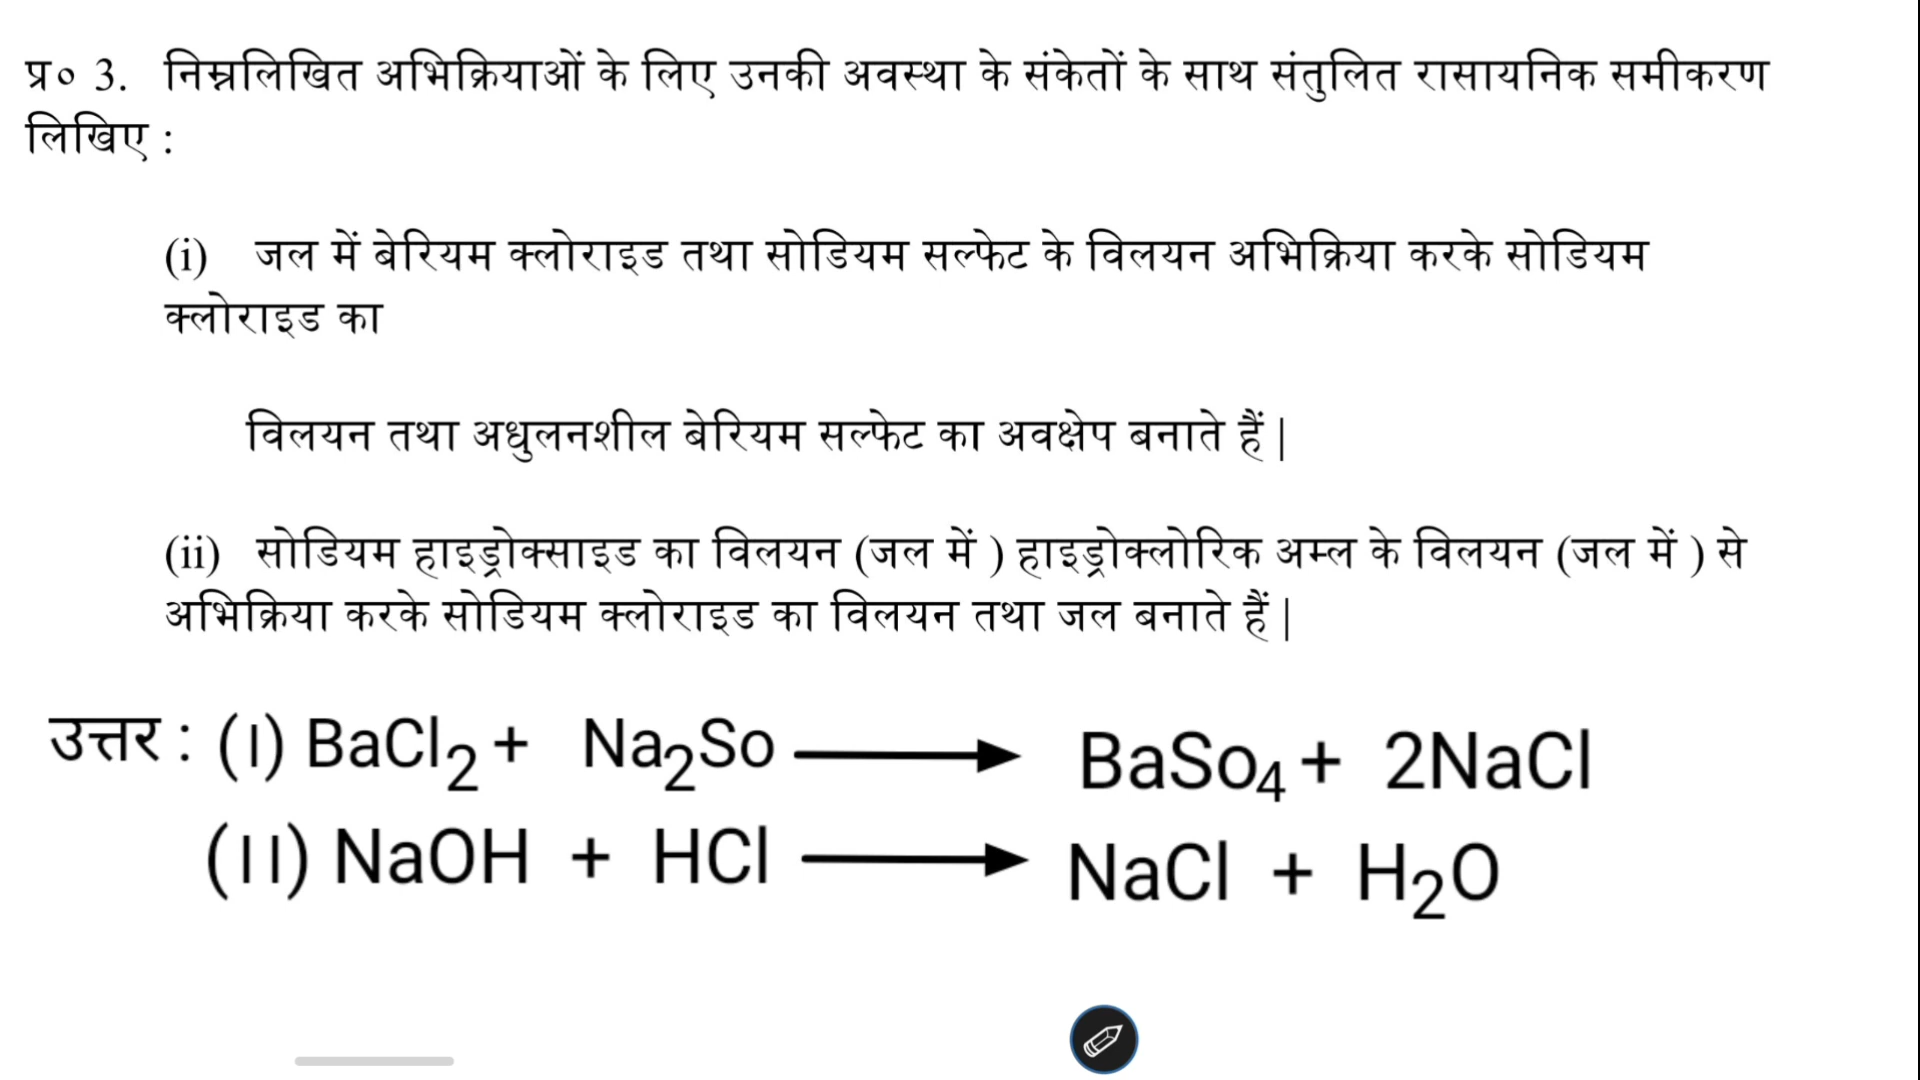 प्र० 3. निम्नलिखित अभिक्रियाओं के लिए उनकी अवस्था के संकेतों के साथ संतुलित रासायनिक समीकरण
लिखिए :
(i) जल में बेरियम क्लोराइड तथा सोडियम सल्फेट के विलयन अभिक्रिया करके सोडियम
क्लोराइड का
विलयन तथा अधुलनशील बेरियम सल्फेट का अवक्षेप बनाते हैं |
(ii) सोडियम हाइड्रोक्साइड का विलयन (जल में ) हाइड्रोक्लोरिक अम्ल के विलयन (जल में ) से
अभिक्रिया करके सोडियम क्लोराइड का विलयन तथा जल बनाते हैं |
उत्तर : (I) BaCl₂ + Na₂So ⟶ BaSo₄ + 2NaCl
(II) NaOH + HCl ⟶ NaCl + H₂O